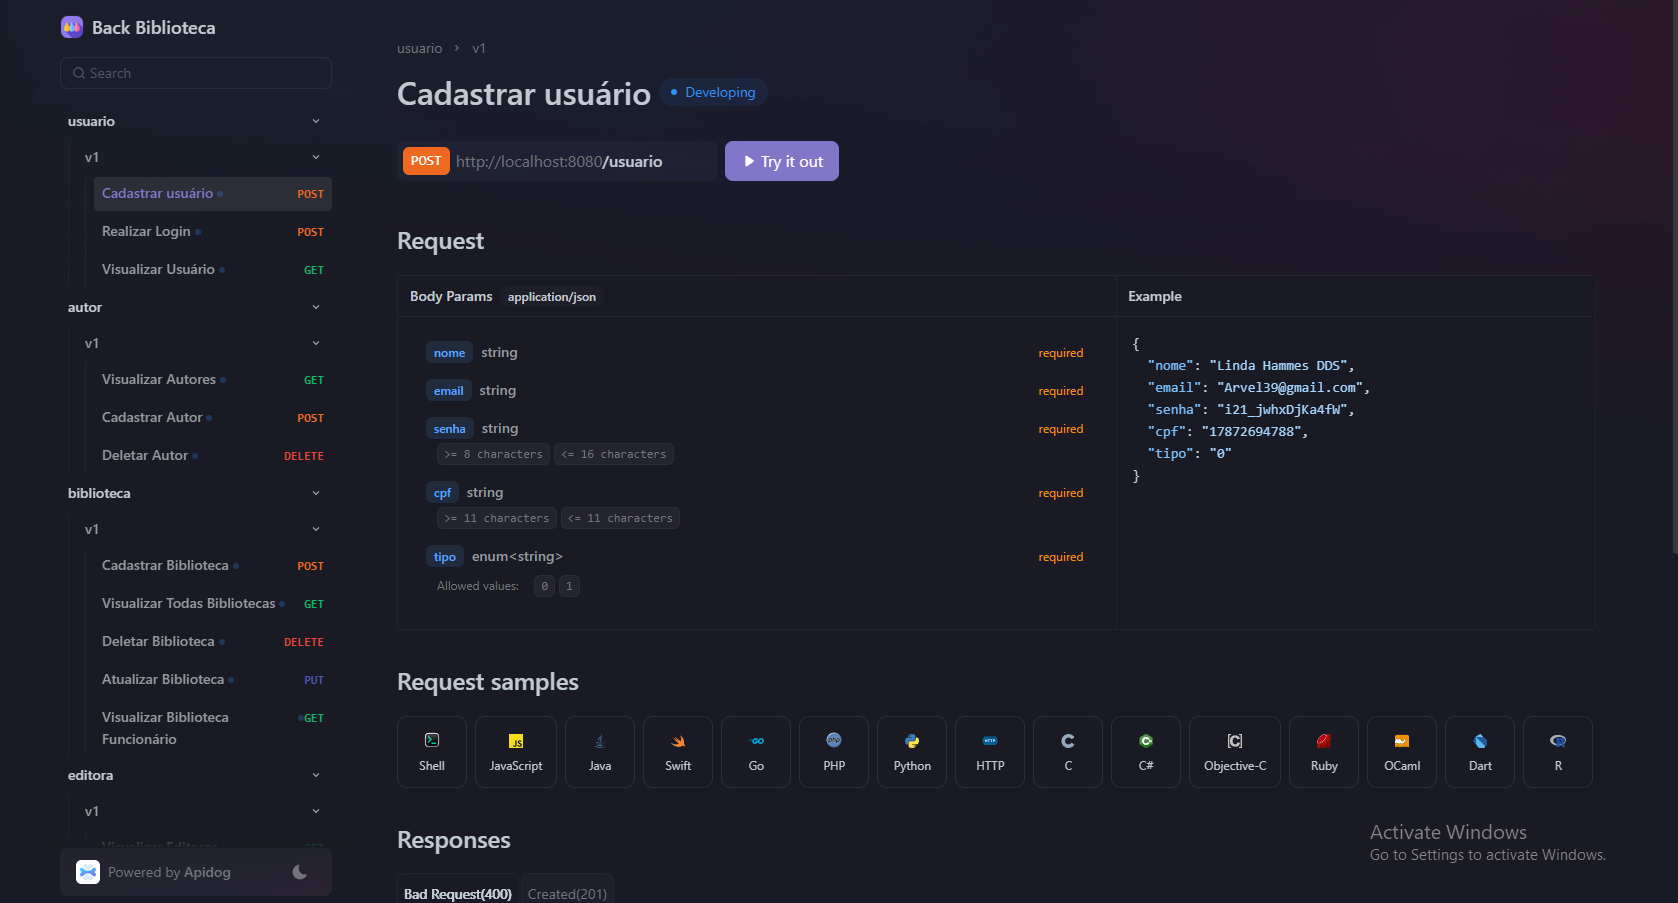 Back Biblioteca
Search
usuario
v1
Cadastrar usuário POST
Realizar Login POST
Visualizar Usuário GET
autor
v1
Visualizar Autores GET
Cadastrar Autor POST
Deletar Autor DELETE
biblioteca
v1
Cadastrar Biblioteca POST
Visualizar Todas Bibliotecas GET
Deletar Biblioteca DELETE
Atualizar Biblioteca PUT
Visualizar Biblioteca GET
Funcionário
editora
v1
Visualizar Editoras GET
Powered by Apidog
usuario > v1
Cadastrar usuário Developing
POST http://localhost:8080/usuario Try it out
Request
Body Params application/json
nome string required
email string required
senha string required
>= 8 characters <= 16 characters
cpf string required
>= 11 characters <= 11 characters
tipo enum<string> required
Allowed values: 0 1
Example
{
"nome": "Linda Hammes DDS",
"email": "Arvel39@gmail.com",
"senha": "i21_jwhxDjKa4fW",
"cpf": "17872694788",
"tipo": "0"
}
Request samples
Shell JavaScript Java Swift Go PHP Python HTTP C C# Objective-C Ruby OCaml Dart R
Responses
Bad Request(400) Created(201)
Activate Windows
Go to Settings to activate Windows.